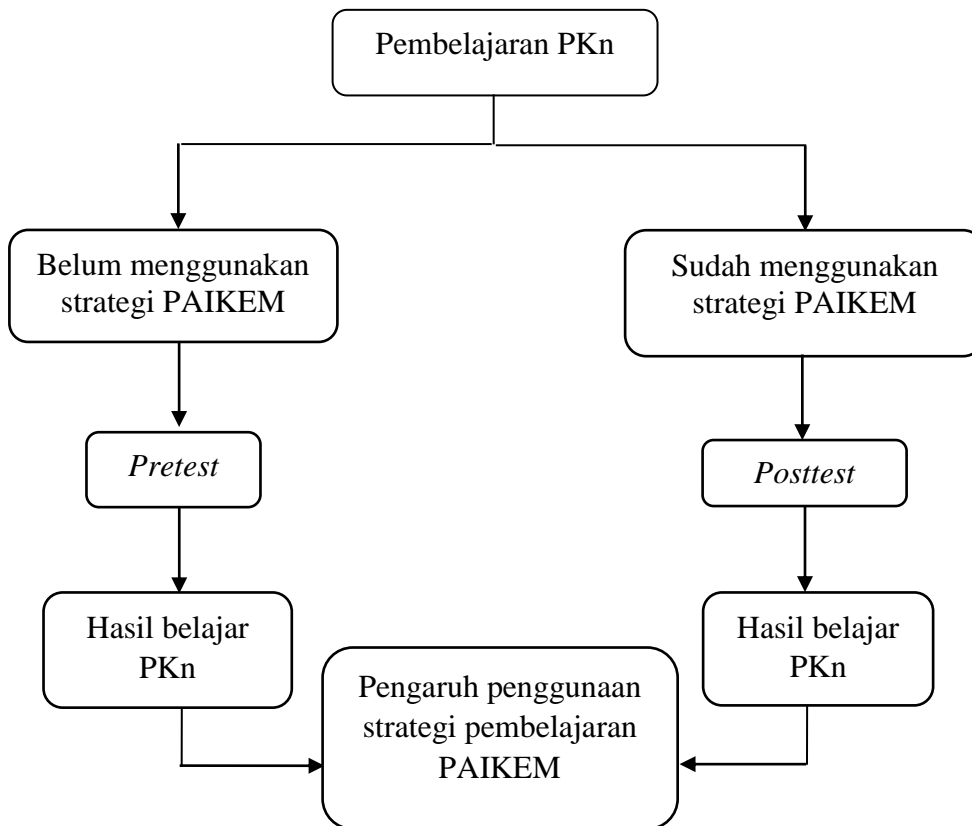 Pembelajaran PKn
Belum menggunakan
strategi PAIKEM
Sudah menggunakan
strategi PAIKEM
Pretest
Posttest
Hasil belajar
PKn
Hasil belajar
PKn
Pengaruh penggunaan
strategi pembelajaran
PAIKEM